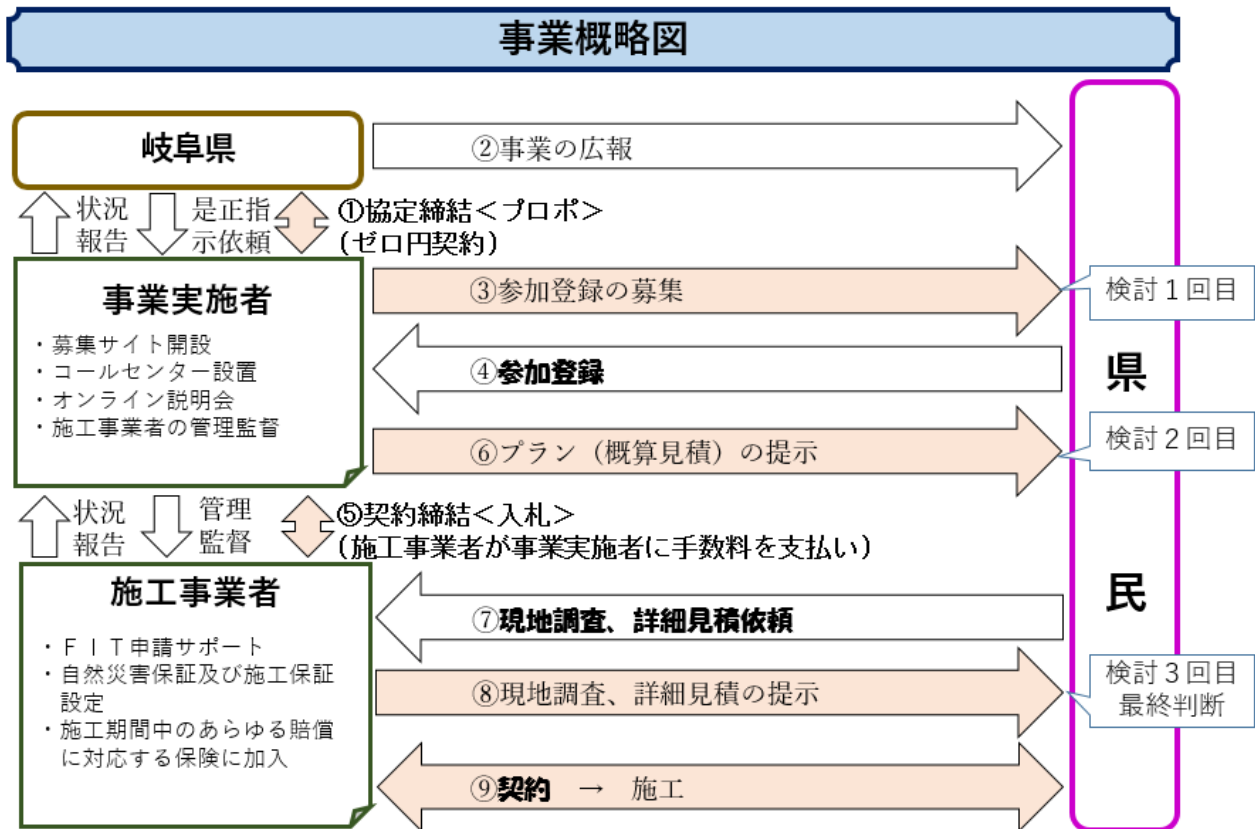 事業概略図
岐阜県
②事業の広報
状況
報告
是正指
示依頼
①協定締結＜プロポ＞
(ゼロ円契約)
事業実施者
・募集サイト開設
・コールセンター設置
・オンライン説明会
・施工事業者の管理監督
③参加登録の募集
検討１回目
④参加登録
県
民
⑥プラン（概算見積）の提示
検討２回目
状況
報告
管理
監督
⑤契約締結＜入札＞
(施工事業者が事業実施者に手数料を支払い)
施工事業者
・ＦＩＴ申請サポート
・自然災害保証及び施工保証
設定
・施工期間中のあらゆる賠償
に対応する保険に加入
⑦現地調査、詳細見積依頼
⑧現地調査、詳細見積の提示
検討３回目
最終判断
⑨契約　→　施工